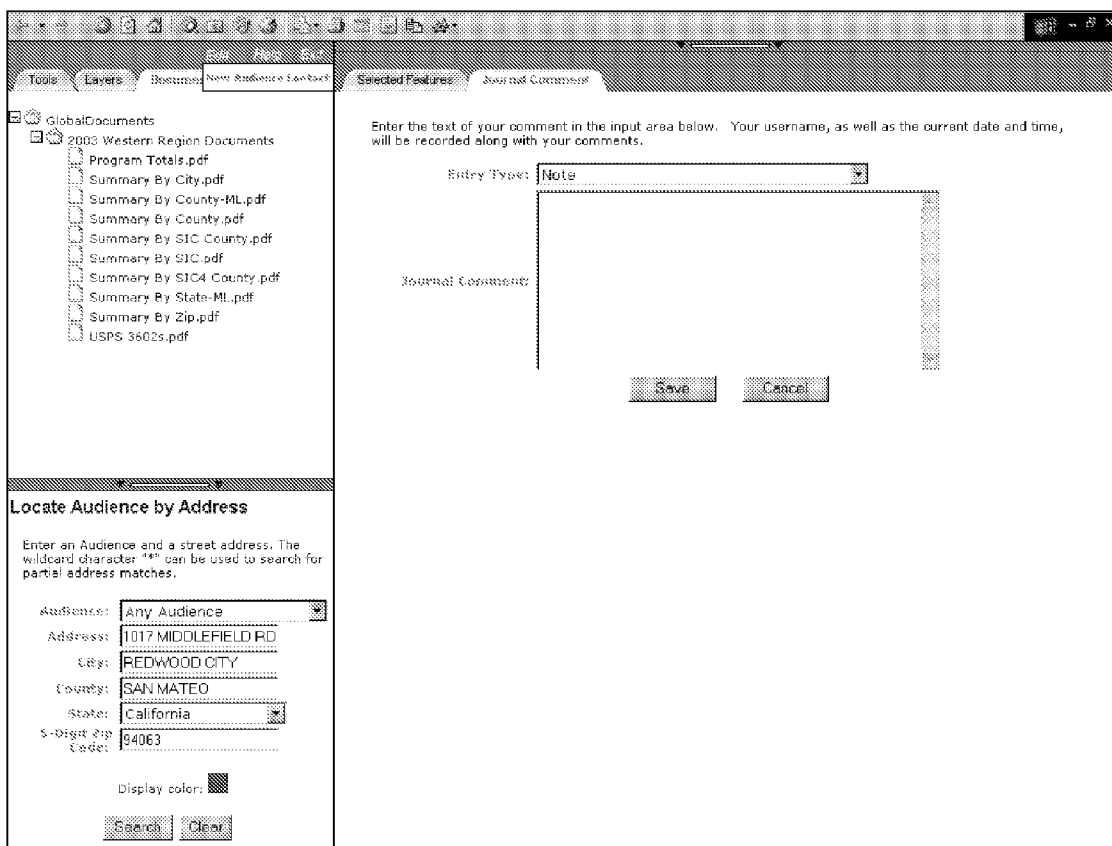 Edit Help Exit
Tools Layers Documen New Audience Contact
Selected Features Journal Comment
GlobalDocuments
2003 Western Region Documents
Program Totals.pdf
Summary By City.pdf
Summary By County-ML.pdf
Summary By County.pdf
Summary By SIC County.pdf
Summary By SIC.pdf
Summary By SIC4 County.pdf
Summary By State-ML.pdf
Summary By Zip.pdf
USPS 3602s.pdf
Enter the text of your comment in the input area below. Your username, as well as the current date and time,
will be recorded along with your comments.
Entry Type: Note
Journal Comment:
Save Cancel
Locate Audience by Address
Enter an Audience and a street address. The
wildcard character "*" can be used to search for
partial address matches.
Audience: Any Audience
Address: 1017 MIDDLEFIELD RD
City: REDWOOD CITY
County: SAN MATEO
State: California
5-Digit Zip
Code: 94063
Display color:
Search Clear